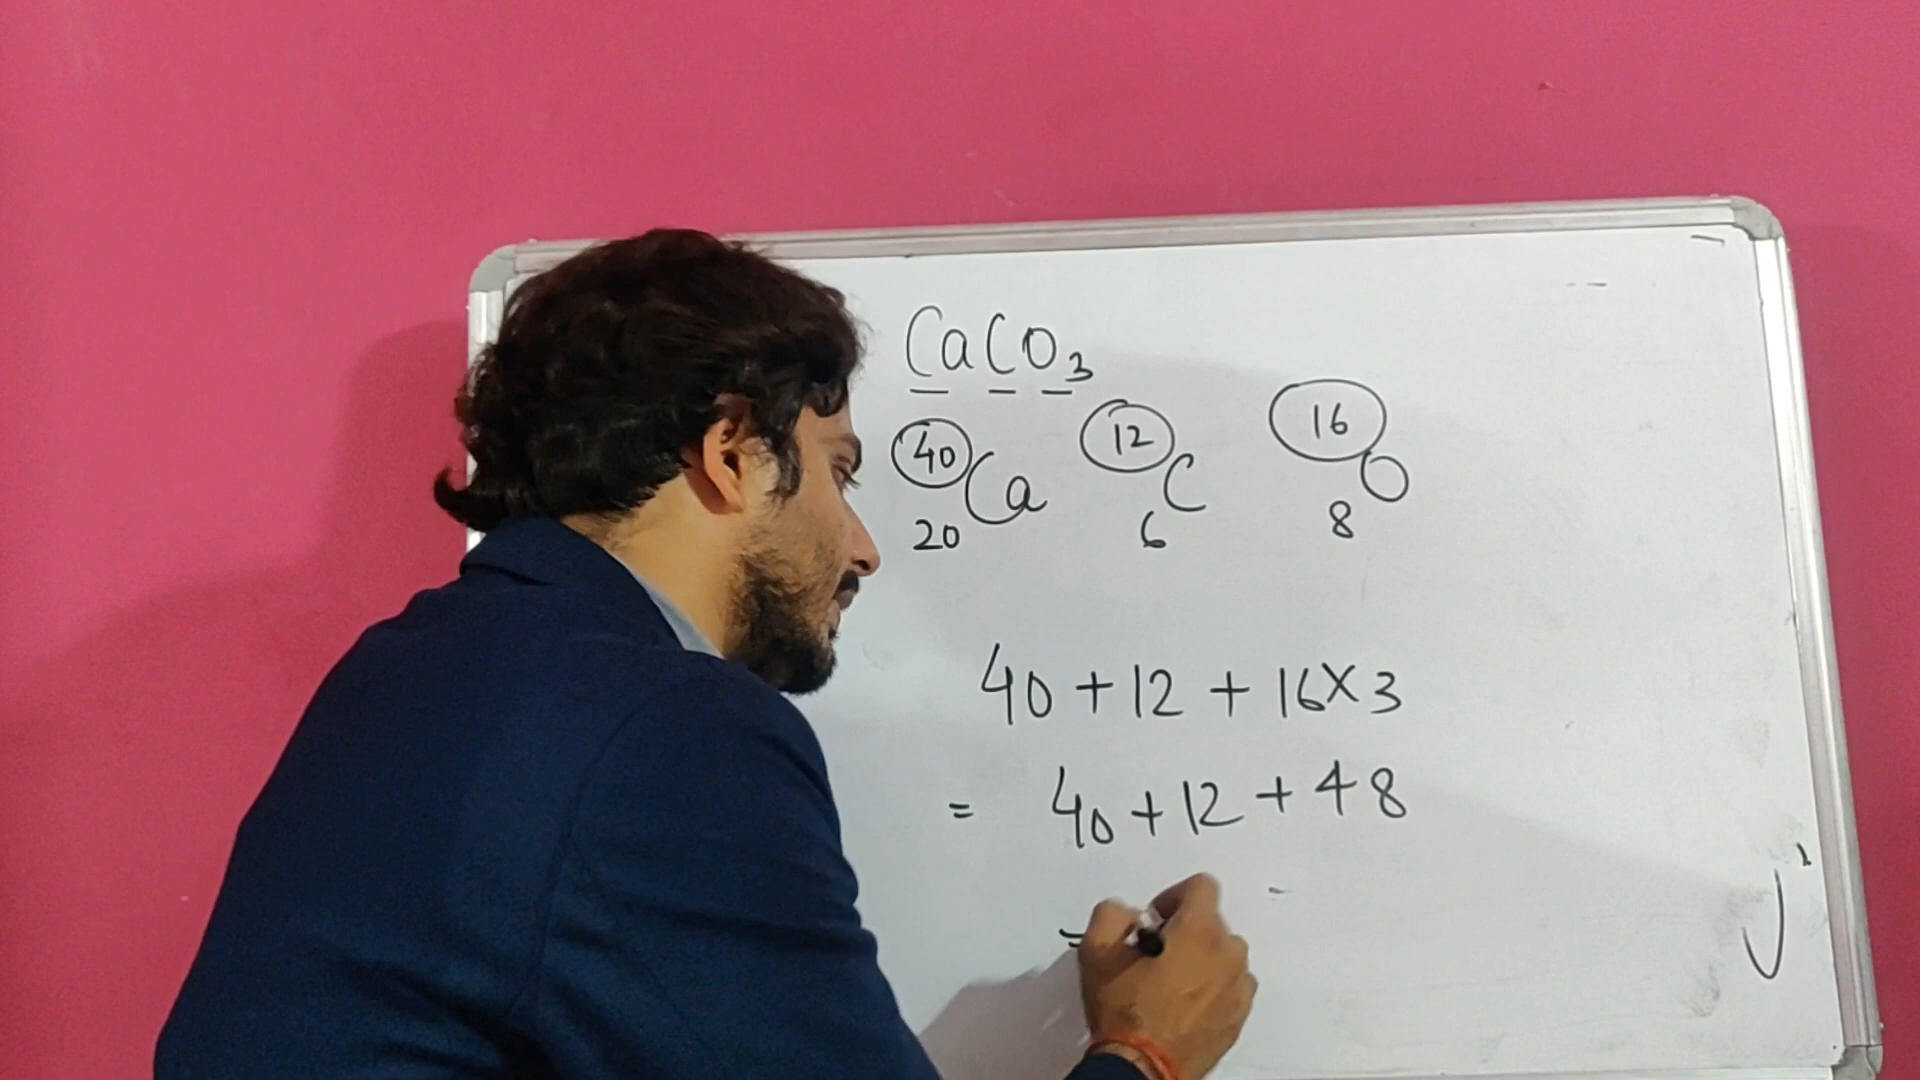 CaCO₃
40 12 16
Ca C O
20 6 8
40 + 12 + 16 × 3
= 40 + 12 + 48
=